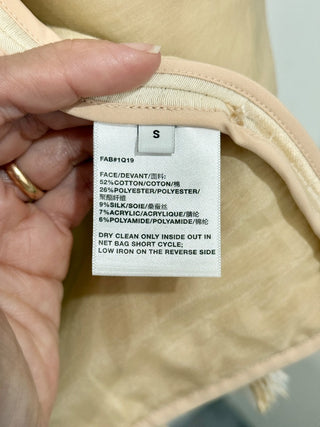 S
FAB#1Q19
FACE/DEVANT/面料:
52%COTTON/COTON/棉
26%POLYESTER/POLYESTER/
聚酯纤维
9%SILK/SOIE/桑蚕丝
7%ACRYLIC/ACRYLIQUE/腈纶
6%POLYAMIDE/POLYAMIDE/锦纶
DRY CLEAN ONLY INSIDE OUT IN
NET BAG SHORT CYCLE;
LOW IRON ON THE REVERSE SIDE